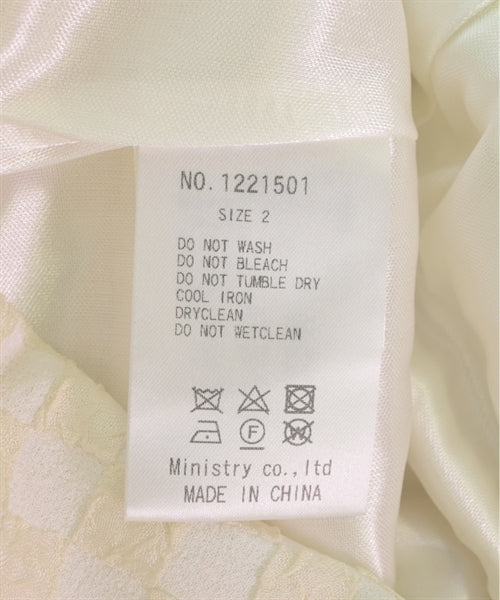 NO. 1221501
SIZE 2
DO NOT WASH
DO NOT BLEACH
DO NOT TUMBLE DRY
COOL IRON
DRYCLEAN
DO NOT WETCLEAN
F W
Ministry co.,ltd
MADE IN CHINA